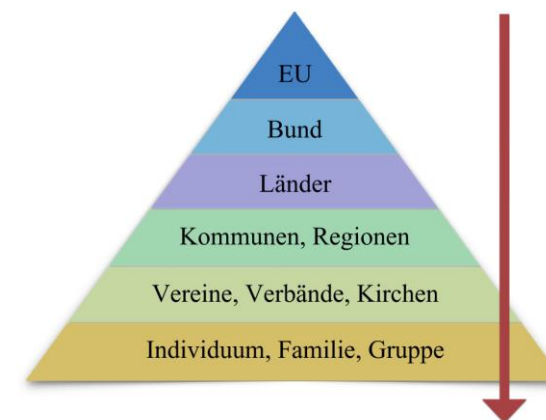 EU
Bund
Länder
Kommunen, Regionen
Vereine, Verbände, Kirchen
Individuum, Familie, Gruppe